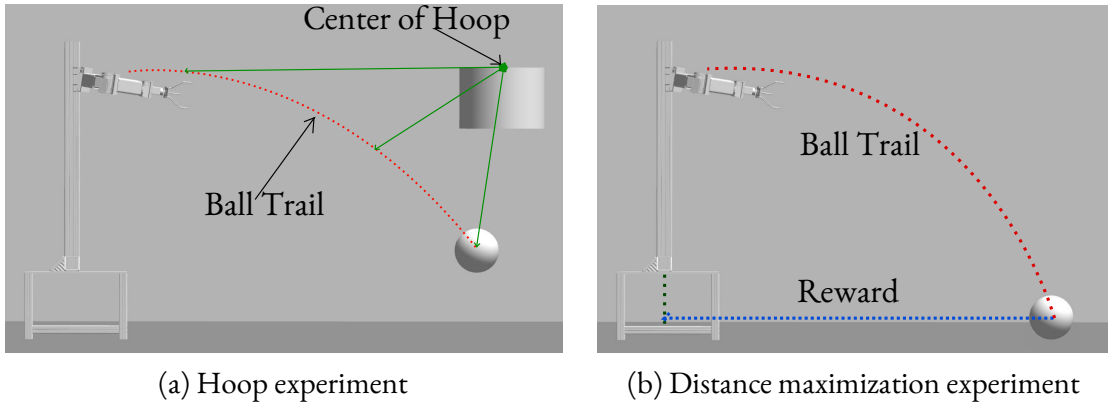 Center of Hoop
Ball Trail
(a) Hoop experiment
Ball Trail
Reward
(b) Distance maximization experiment